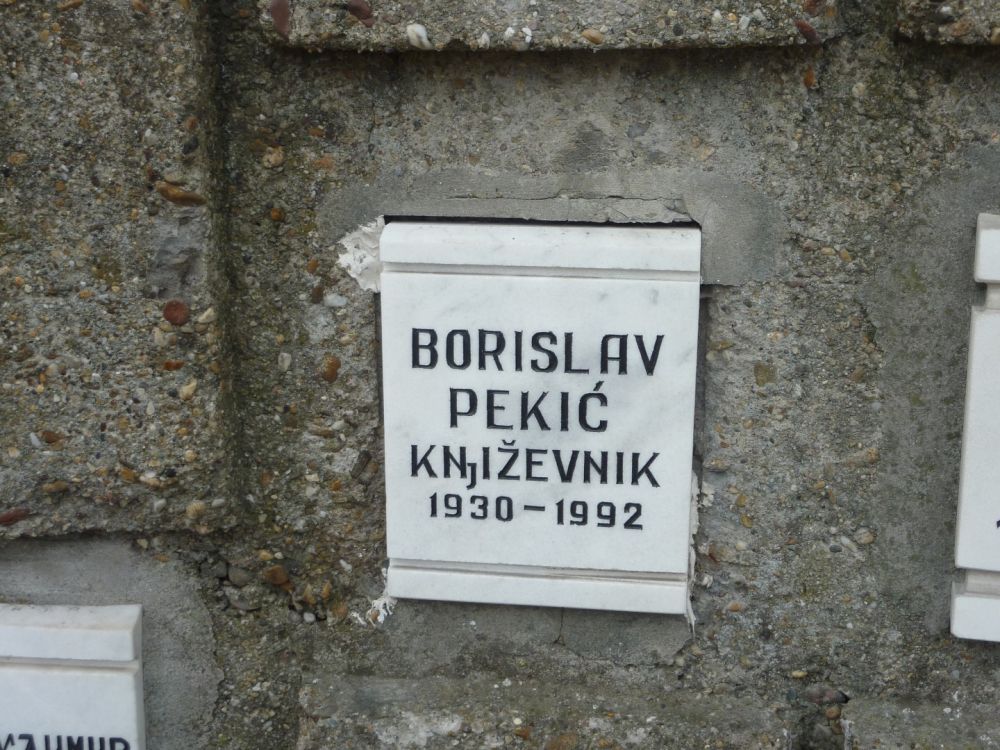 BORISLAV
PEKIĆ
KNJIŽEVNIK
1930-1992